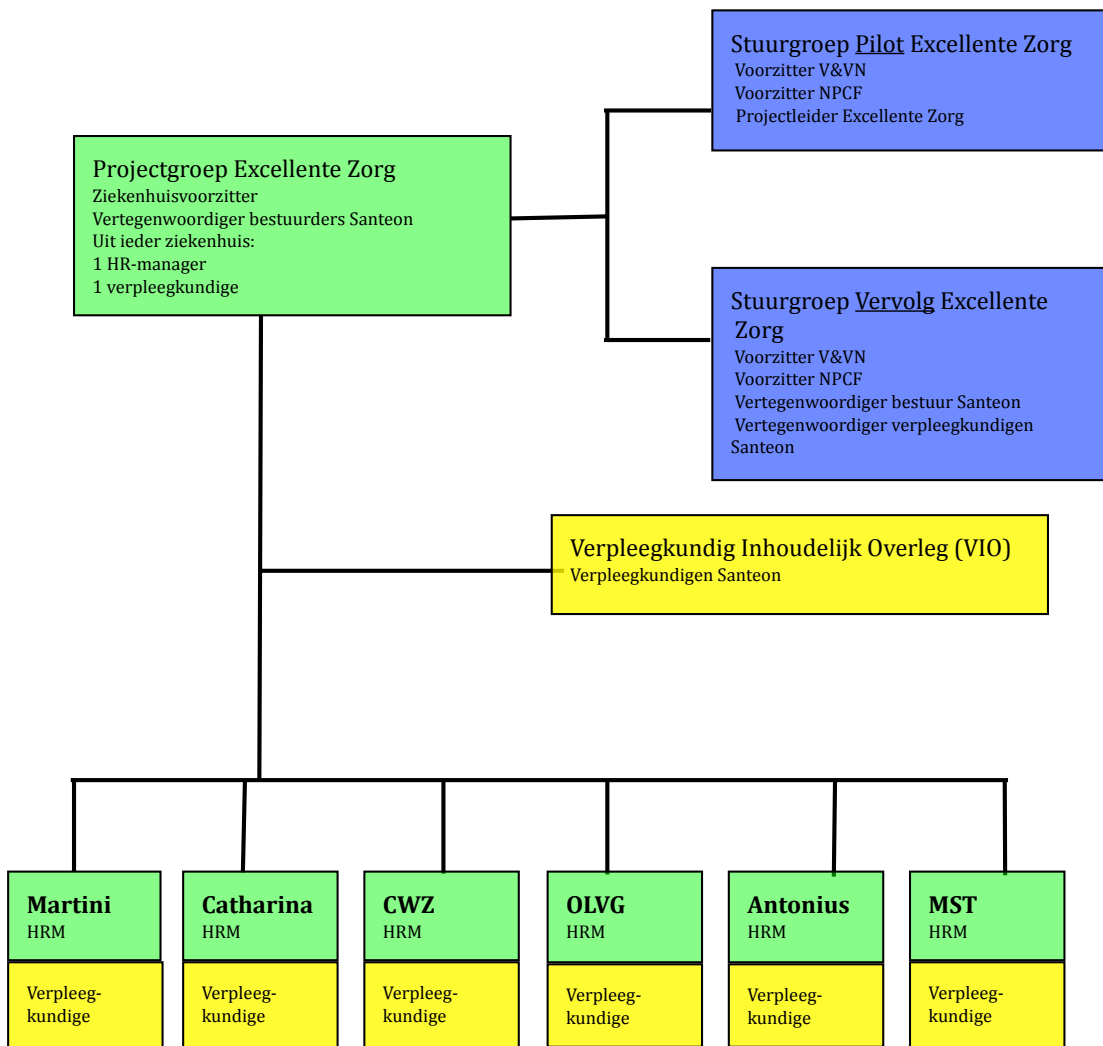 Stuurgroep Pilot Excellente Zorg
Voorzitter V&VN
Voorzitter NPCF
Projectleider Excellente Zorg
Projectgroep Excellente Zorg
Ziekenhuisvoorzitter
Vertegenwoordiger bestuurders Santeon
Uit ieder ziekenhuis:
1 HR-manager
1 verpleegkundige
Stuurgroep Vervolg Excellente
Zorg
Voorzitter V&VN
Voorzitter NPCF
Vertegenwoordiger bestuur Santeon
Vertegenwoordiger verpleegkundigen
Santeon
Verpleegkundig Inhoudelijk Overleg (VIO)
Verpleegkundigen Santeon
Martini
HRM
Verpleeg-
kundige
Catharina
HRM
Verpleeg-
kundige
CWZ
HRM
Verpleeg-
kundige
OLVG
HRM
Verpleeg-
kundige
Antonius
HRM
Verpleeg-
kundige
MST
HRM
Verpleeg-
kundige